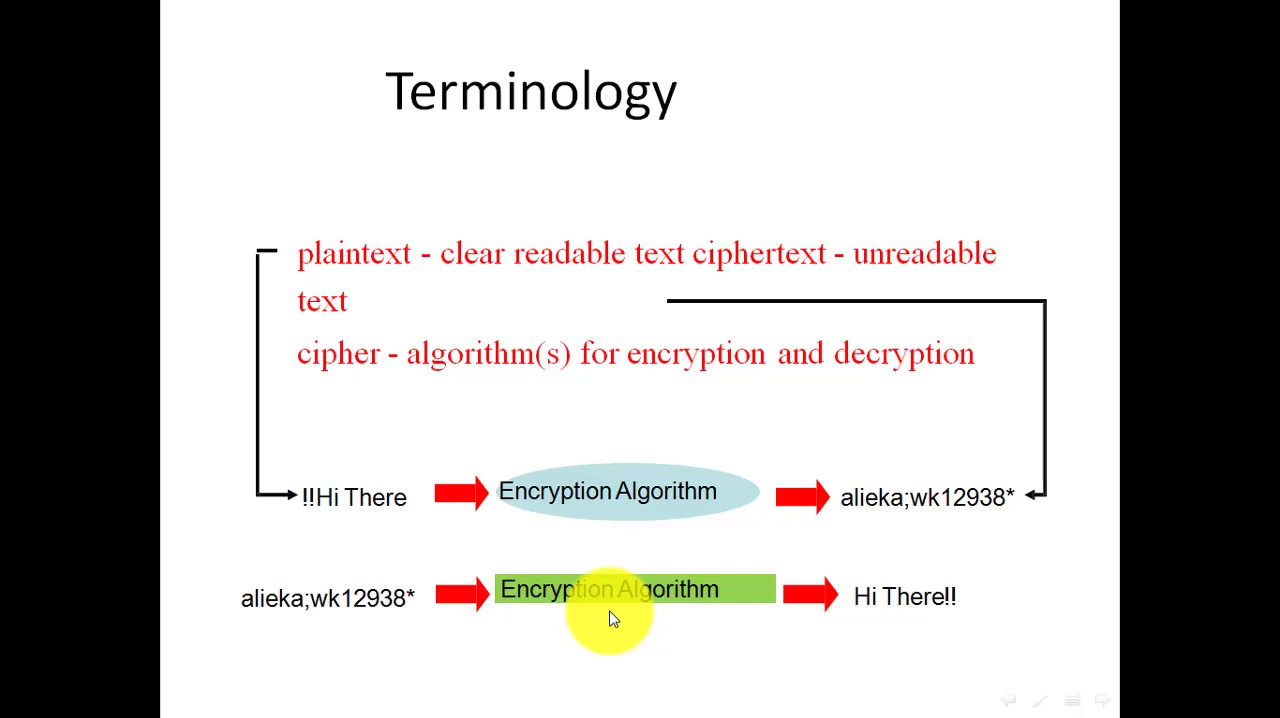 Terminology
plaintext - clear readable text ciphertext - unreadable
text
cipher - algorithm(s) for encryption and decryption
!!Hi There Encryption Algorithm alieka;wk12938*
alieka;wk12938* Encryption Algorithm Hi There!!